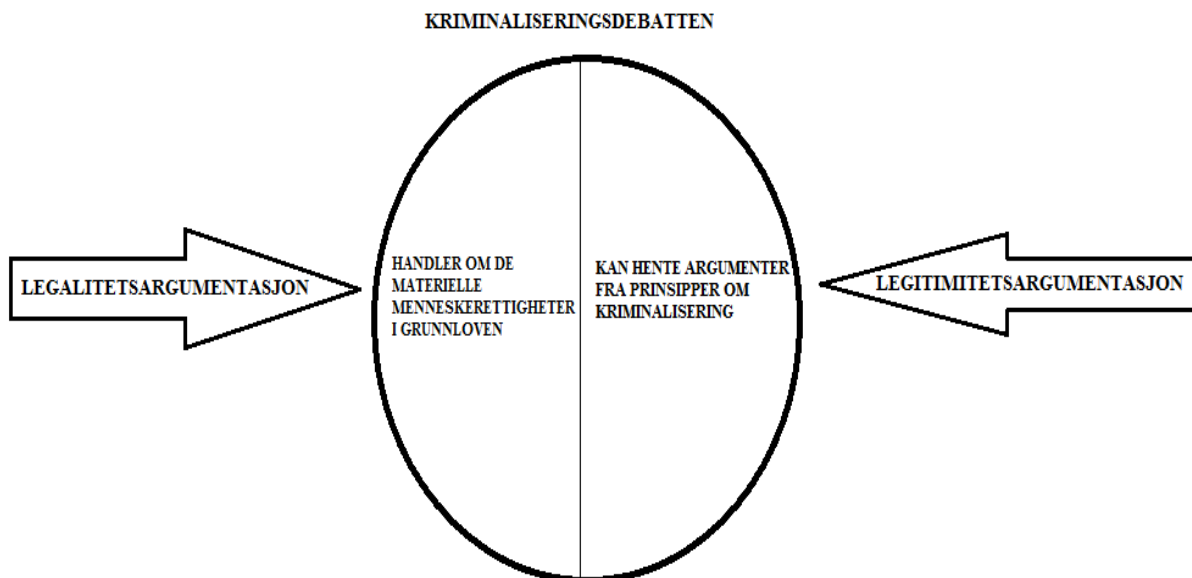 KRIMINALISERINGSDEBATTEN
LEGALITETSARGUMENTASJON
HANDLER OM DE
MATERIELLE
MENNESKERETTIGHETER
I GRUNNLOVEN
KAN HENTE ARGUMENTER
FRA PRINSIPPER OM
KRIMINALISERING
LEGITIMITETSARGUMENTASJON